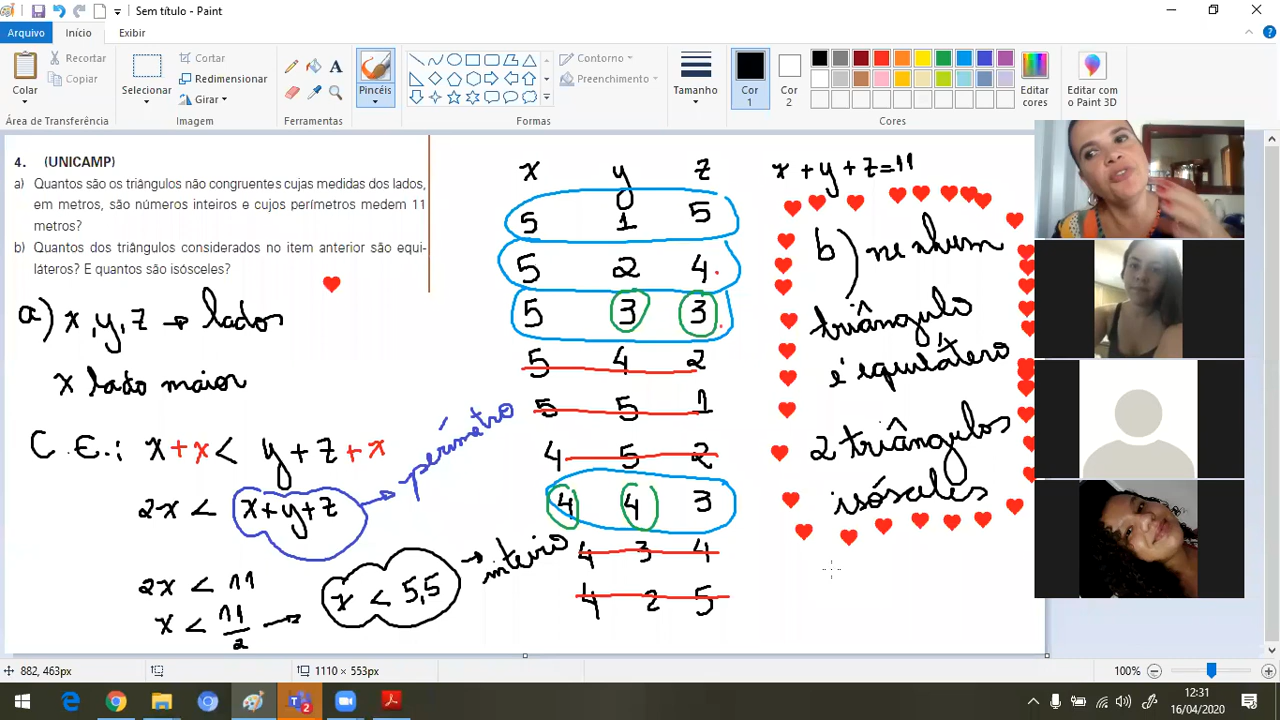 Sem título - Paint
Arquivo
Início
Exibir
Colar
Recortar
Copiar
Área de Transferência
Selecionar
Cortar
Redimensionar
Girar
Imagem
A
Ferramentas
Pincéis
Contorno
Preenchimento
Formas
Tamanho
Cor 1
Cor 2
Cores
Editar cores
Editar com o Paint 3D
4. (UNICAMP)
a) Quantos são os triângulos não congruentes cujas medidas dos lados,
em metros, são números inteiros e cujos perímetros medem 11
metros?
b) Quantos dos triângulos considerados no item anterior são equi-
láteros? E quantos são isósceles?
a) x, y, z → lados
x lado maior
C.E.: x + x < y + z + x
2x < x+y+z → perímetro
2x < 11
x < 11/2 → x < 5,5 → inteiro
x y z
5 1 5
5 2 4
5 3 3
5 4 2
5 5 1
4 5 2
4 4 3
4 3 4
4 2 5
x + y + z = 11
b) nenhum
triângulo
é equilátero
2 triângulos
isósceles
882, 463px
1110 × 553px
100%
12:31
16/04/2020